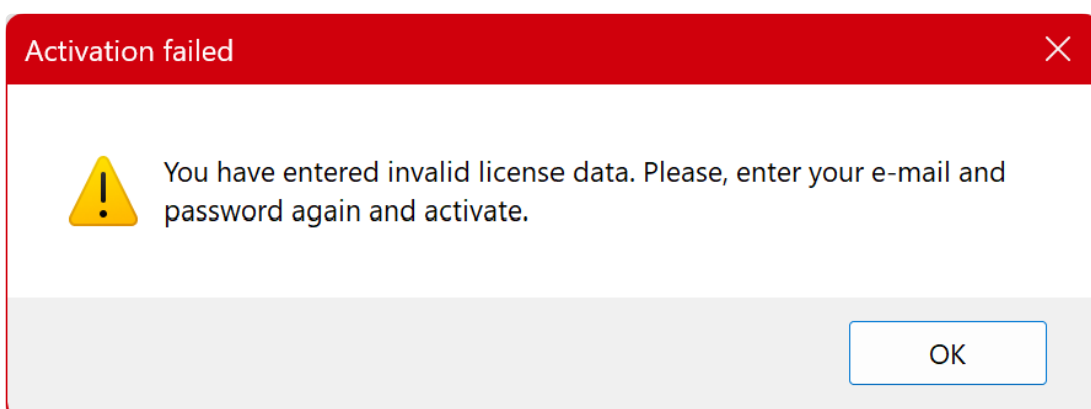 Activation failed
You have entered invalid license data. Please, enter your e-mail and
password again and activate.
OK